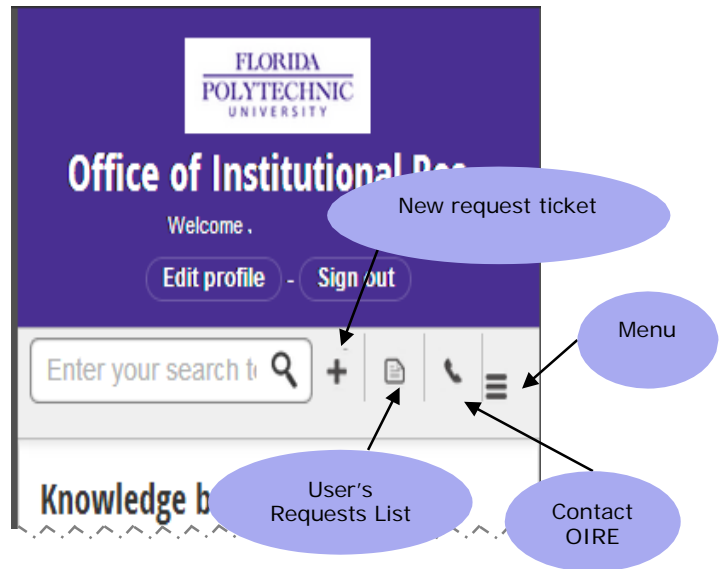 FLORIDA
POLYTECHNIC
UNIVERSITY
Office of Institutional
Welcome .
New request ticket
Edit profile - Sign out
Menu
Enter your search t
Knowledge b
User's
Requests List
Contact
OIRE